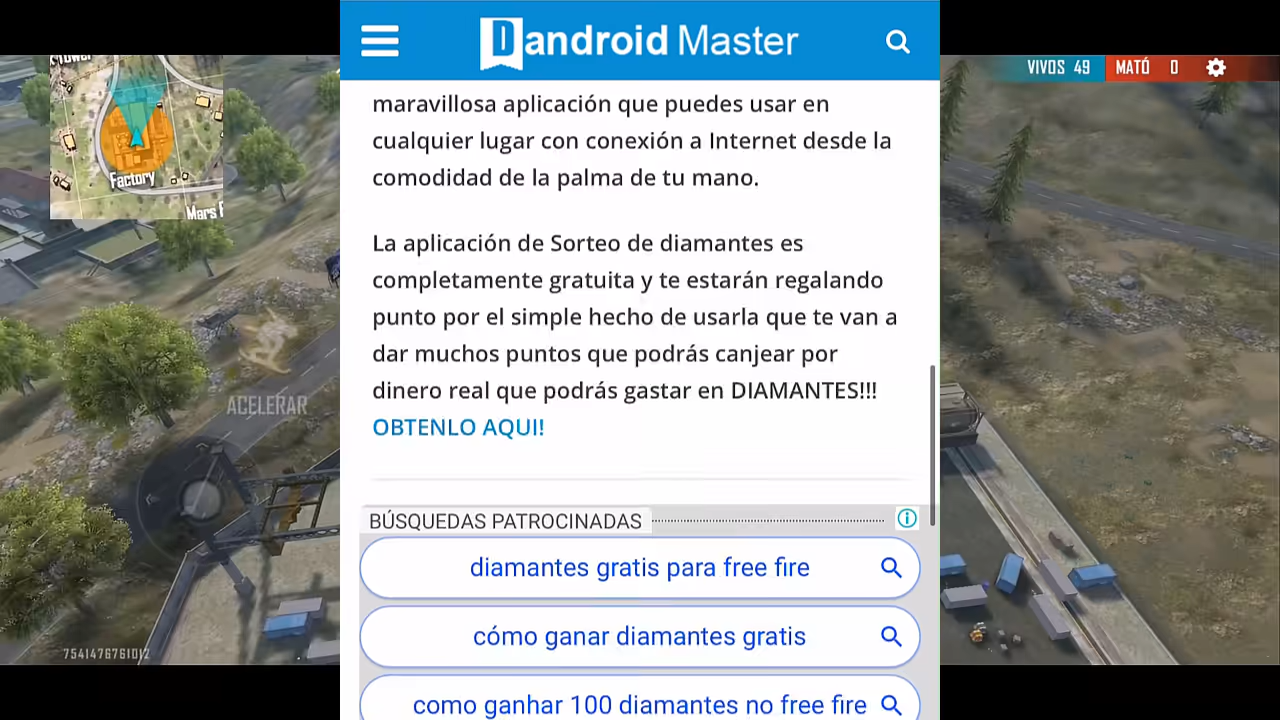 Dandroid Master
maravillosa aplicación que puedes usar en
cualquier lugar con conexión a Internet desde la
comodidad de la palma de tu mano.
La aplicación de Sorteo de diamantes es
completamente gratuita y te estarán regalando
punto por el simple hecho de usarla que te van a
dar muchos puntos que podrás canjear por
dinero real que podrás gastar en DIAMANTES!!!
OBTENLO AQUI!
BÚSQUEDAS PATROCINADAS
diamantes gratis para free fire
cómo ganar diamantes gratis
como ganhar 100 diamantes no free fire
Factory
Mars
ACELERAR
7541476761012
VIVOS 49 MATÓ 0